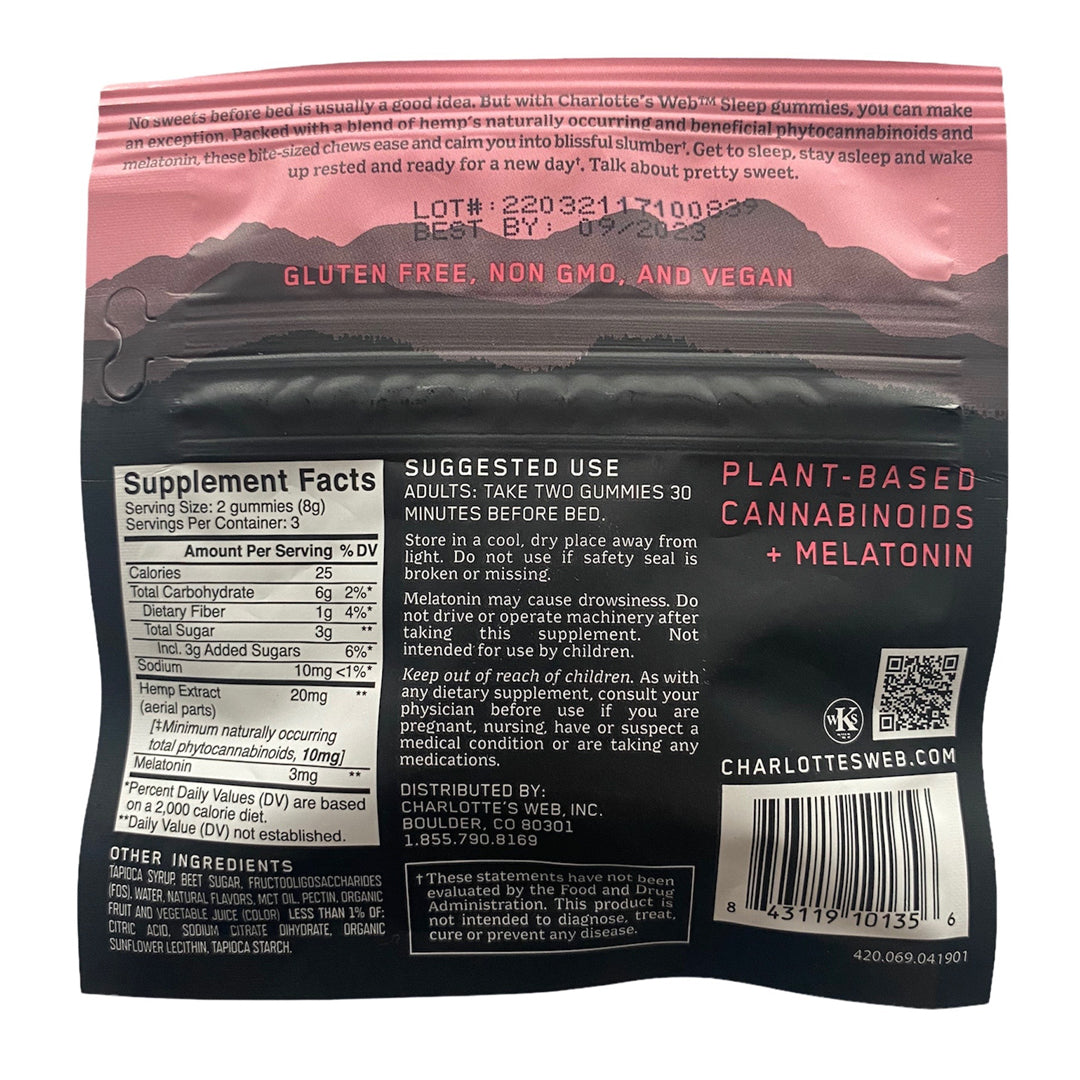 No sweets before bed is usually a good idea. But with Charlotte's Web™ Sleep gummies, you can make
an exception. Packed with a blend of hemp's naturally occurring and beneficial phytocannabinoids and
melatonin, these bite-sized chews ease and calm you into blissful slumber†. Get to sleep, stay asleep and wake
up rested and ready for a new day†. Talk about pretty sweet.
LOT#: 22032117100839
BEST BY: 09/2023
GLUTEN FREE, NON GMO, AND VEGAN
Supplement Facts
Serving Size: 2 gummies (8g)
Servings Per Container: 3
Amount Per Serving % DV
Calories 25
Total Carbohydrate 6g 2%*
Dietary Fiber 1g 4%*
Total Sugar 3g **
Incl. 3g Added Sugars 6%*
Sodium 10mg <1%*
Hemp Extract 20mg **
(aerial parts)
[‡Minimum naturally occurring
total phytocannabinoids, 10mg]
Melatonin 3mg **
*Percent Daily Values (DV) are based
on a 2,000 calorie diet.
**Daily Value (DV) not established.
OTHER INGREDIENTS
TAPIOCA SYRUP, BEET SUGAR, FRUCTOOLIGOSACCHARIDES
(FOS), WATER, NATURAL FLAVORS, MCT OIL, PECTIN, ORGANIC
FRUIT AND VEGETABLE JUICE (COLOR) LESS THAN 1% OF:
CITRIC ACID, SODIUM CITRATE DIHYDRATE, ORGANIC
SUNFLOWER LECITHIN, TAPIOCA STARCH.
SUGGESTED USE
ADULTS: TAKE TWO GUMMIES 30
MINUTES BEFORE BED.
Store in a cool, dry place away from
light. Do not use if safety seal is
broken or missing.
Melatonin may cause drowsiness. Do
not drive or operate machinery after
taking this supplement. Not
intended for use by children.
Keep out of reach of children. As with
any dietary supplement, consult your
physician before use if you are
pregnant, nursing, have or suspect a
medical condition or are taking any
medications.
DISTRIBUTED BY:
CHARLOTTE'S WEB, INC.
BOULDER, CO 80301
1.855.790.8169
†These statements have not been
evaluated by the Food and Drug
Administration. This product is
not intended to diagnose, treat,
cure or prevent any disease.
PLANT-BASED
CANNABINOIDS
+ MELATONIN
WKS
CHARLOTTESWEB.COM
8 43119 10135 6
420.069.041901